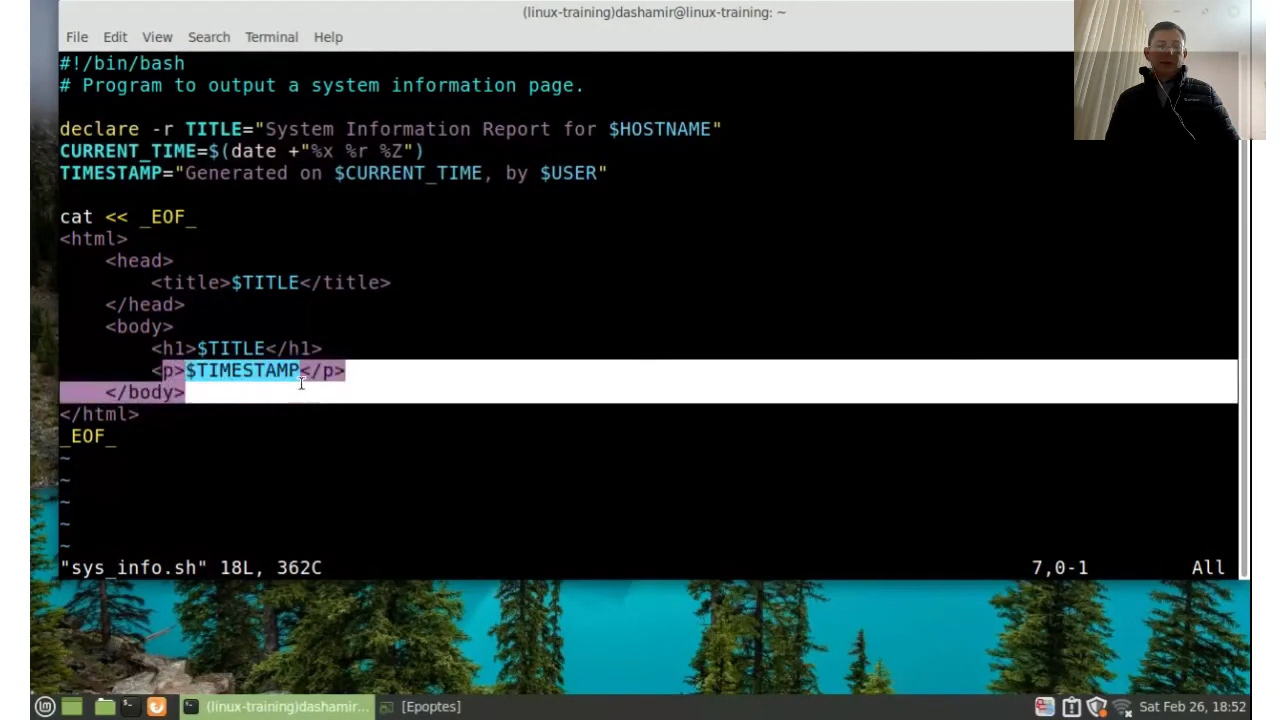 (linux-training)dashamir@linux-training: ~
File Edit View Search Terminal Help
#!/bin/bash
# Program to output a system information page.
declare -r TITLE="System Information Report for $HOSTNAME"
CURRENT_TIME=$(date +"%x %r %Z")
TIMESTAMP="Generated on $CURRENT_TIME, by $USER"
cat << _EOF_
<html>
<head>
<title>$TITLE</title>
</head>
<body>
<h1>$TITLE</h1>
<p>$TIMESTAMP</p>
</body>
</html>
_EOF_
~
~
~
~
~
"sys_info.sh" 18L, 362C 7,0-1 All
(linux-training)dashamir... [Epoptes] Sat Feb 26, 18:52